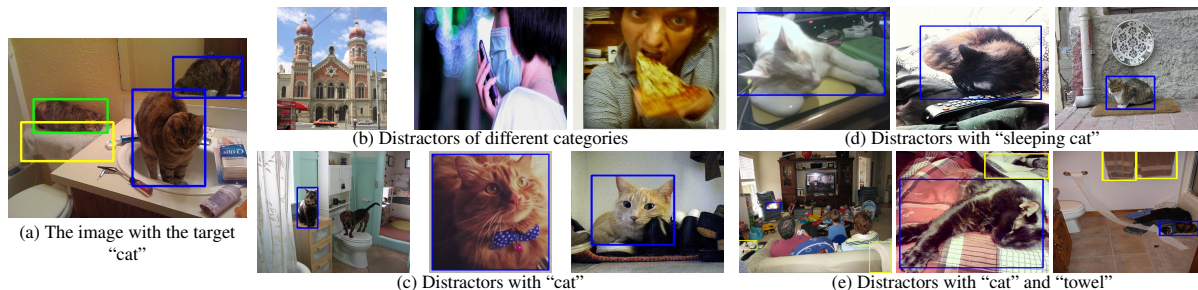 (a) The image with the target
"cat"
(b) Distractors of different categories
(c) Distractors with "cat"
(d) Distractors with "sleeping cat"
(e) Distractors with "cat" and "towel"